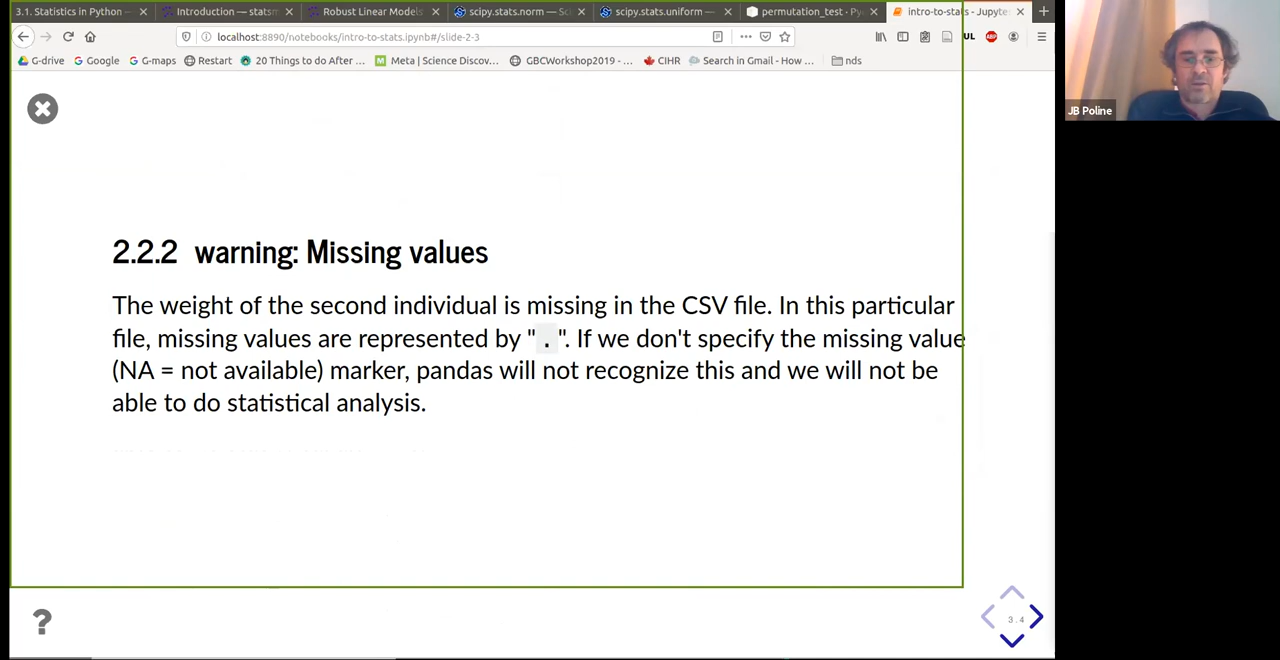 3.1. Statistics in Python –
Introduction — statsm
Robust Linear Models
scipy.stats.norm — Sc
scipy.stats.uniform —
permutation_test - Py
intro-to-stats - Jupyte
localhost:8890/notebooks/intro-to-stats.ipynb#/slide-2-3
UL
ABP
G-drive
Google
G-maps
Restart
20 Things to do After ...
Meta | Science Discov...
GBCWorkshop2019 - ...
CIHR
Search in Gmail - How ...
nds
JB Poline
2.2.2 warning: Missing values
The weight of the second individual is missing in the CSV file. In this particular
file, missing values are represented by " . ". If we don't specify the missing value
(NA = not available) marker, pandas will not recognize this and we will not be
able to do statistical analysis.
?
3.4